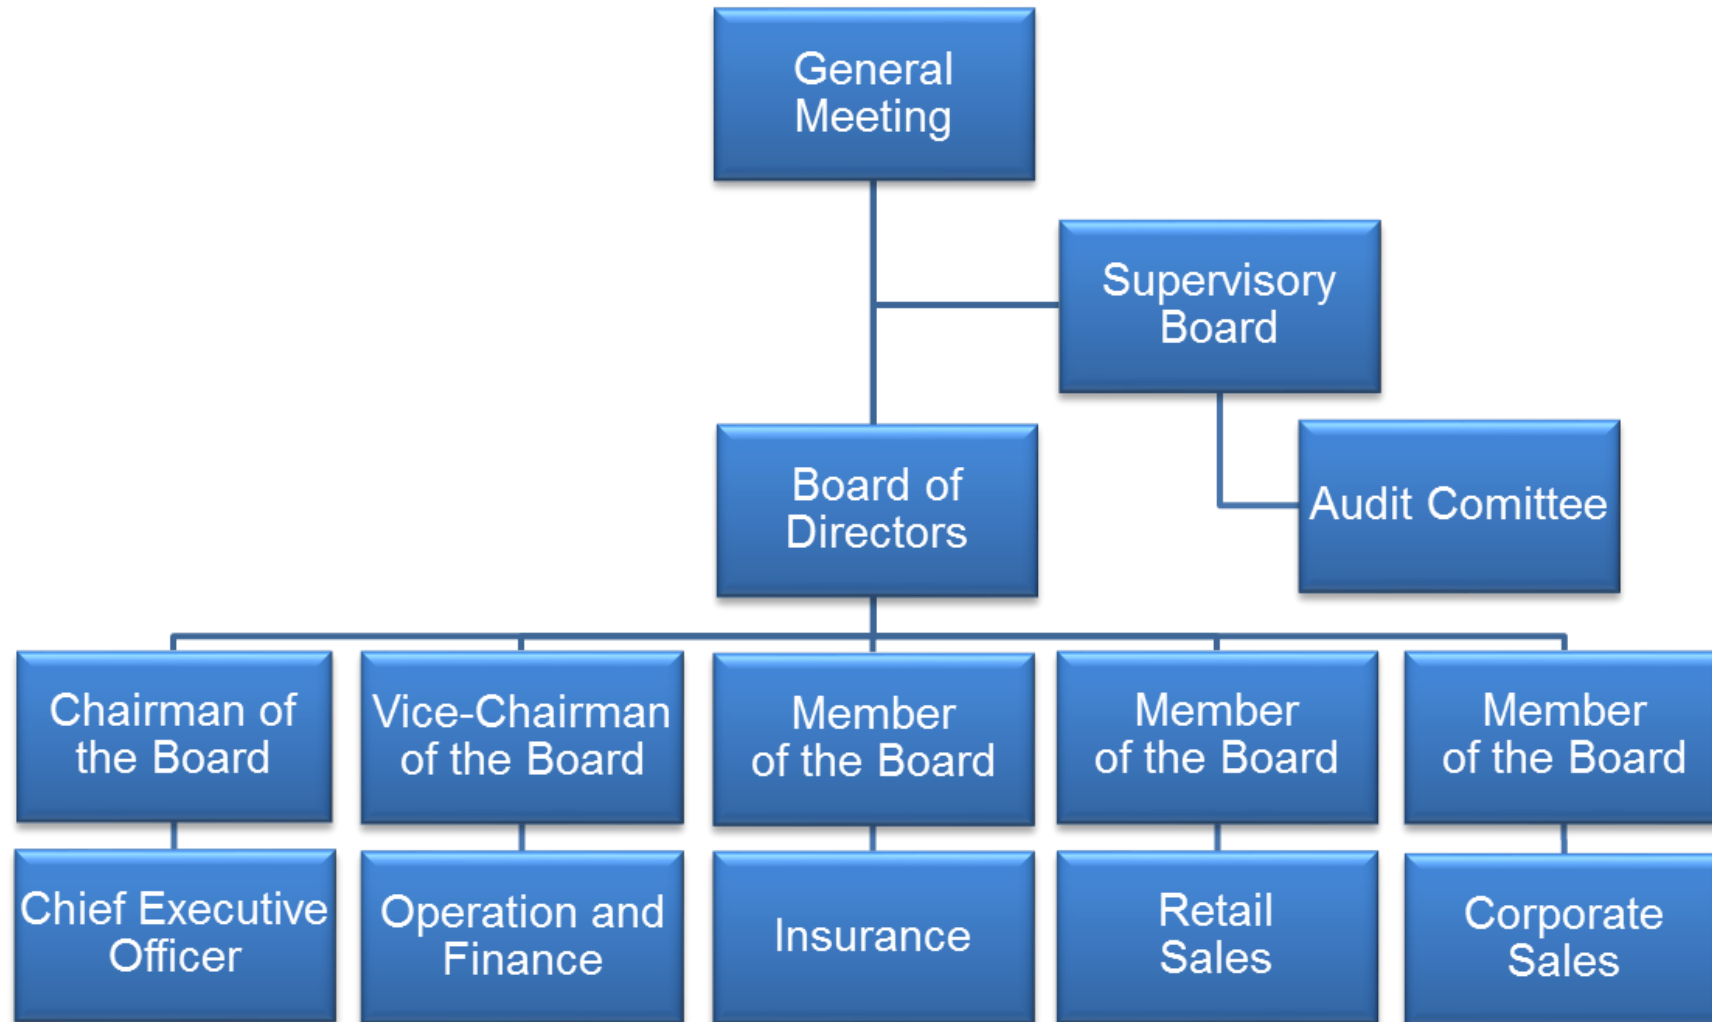 General
Meeting
Supervisory
Board
Board of
Directors
Audit Comittee
Chairman of
the Board
Vice-Chairman
of the Board
Member
of the Board
Member
of the Board
Member
of the Board
Chief Executive
Officer
Operation and
Finance
Insurance
Retail
Sales
Corporate
Sales